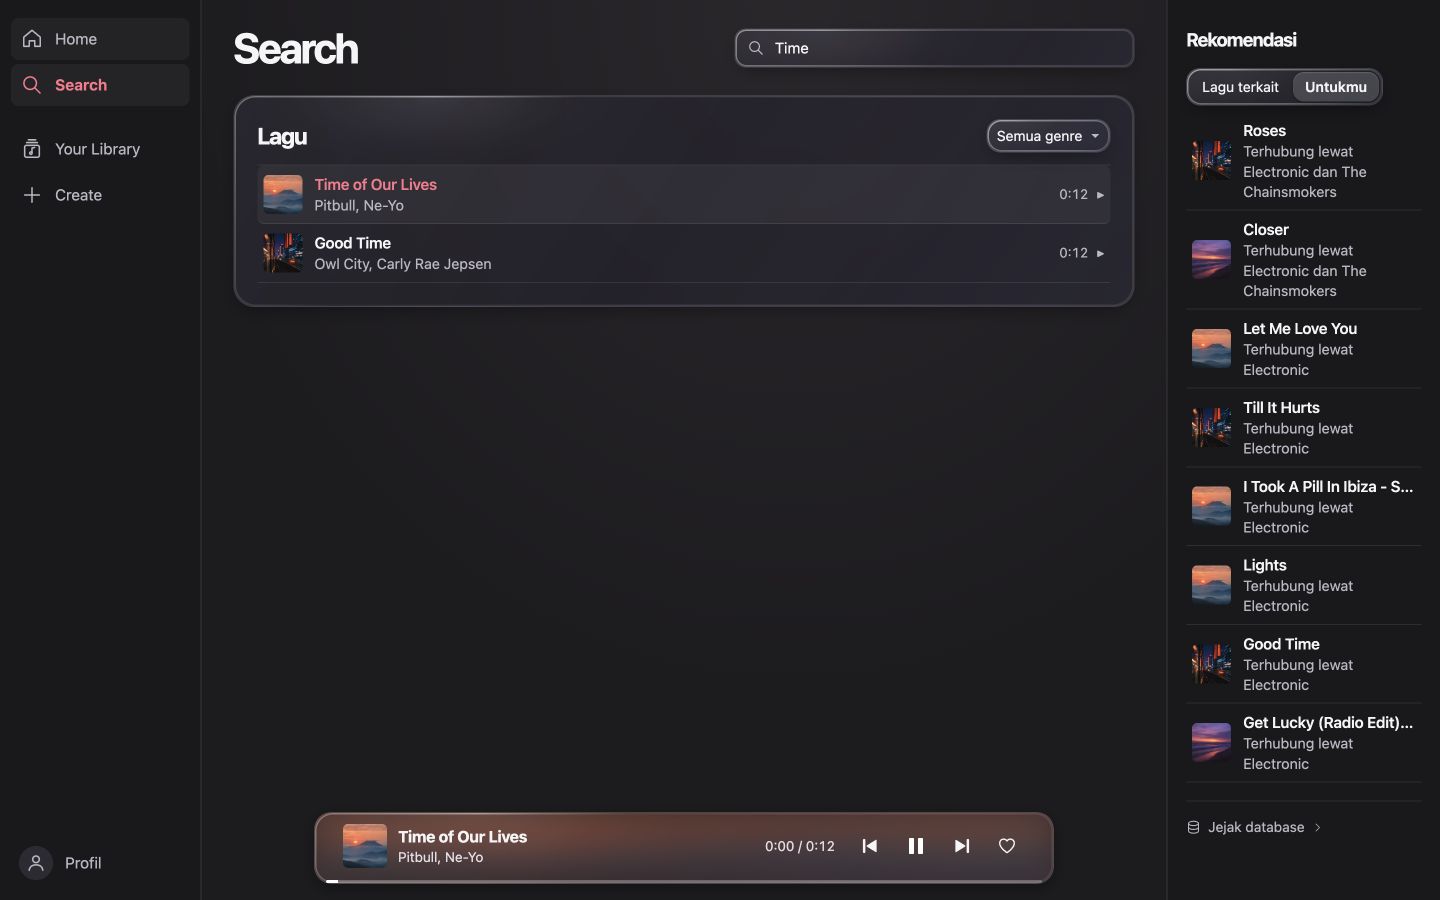 Home
Search
Your Library
Create
Profil
Search
Time
Lagu
Semua genre
Time of Our Lives
Pitbull, Ne-Yo
0:12
Good Time
Owl City, Carly Rae Jepsen
0:12
Time of Our Lives
Pitbull, Ne-Yo
0:00 / 0:12
Rekomendasi
Lagu terkait
Untukmu
Roses
Terhubung lewat
Electronic dan The
Chainsmokers
Closer
Terhubung lewat
Electronic dan The
Chainsmokers
Let Me Love You
Terhubung lewat
Electronic
Till It Hurts
Terhubung lewat
Electronic
I Took A Pill In Ibiza - S...
Terhubung lewat
Electronic
Lights
Terhubung lewat
Electronic
Good Time
Terhubung lewat
Electronic
Get Lucky (Radio Edit)...
Terhubung lewat
Electronic
Jejak database